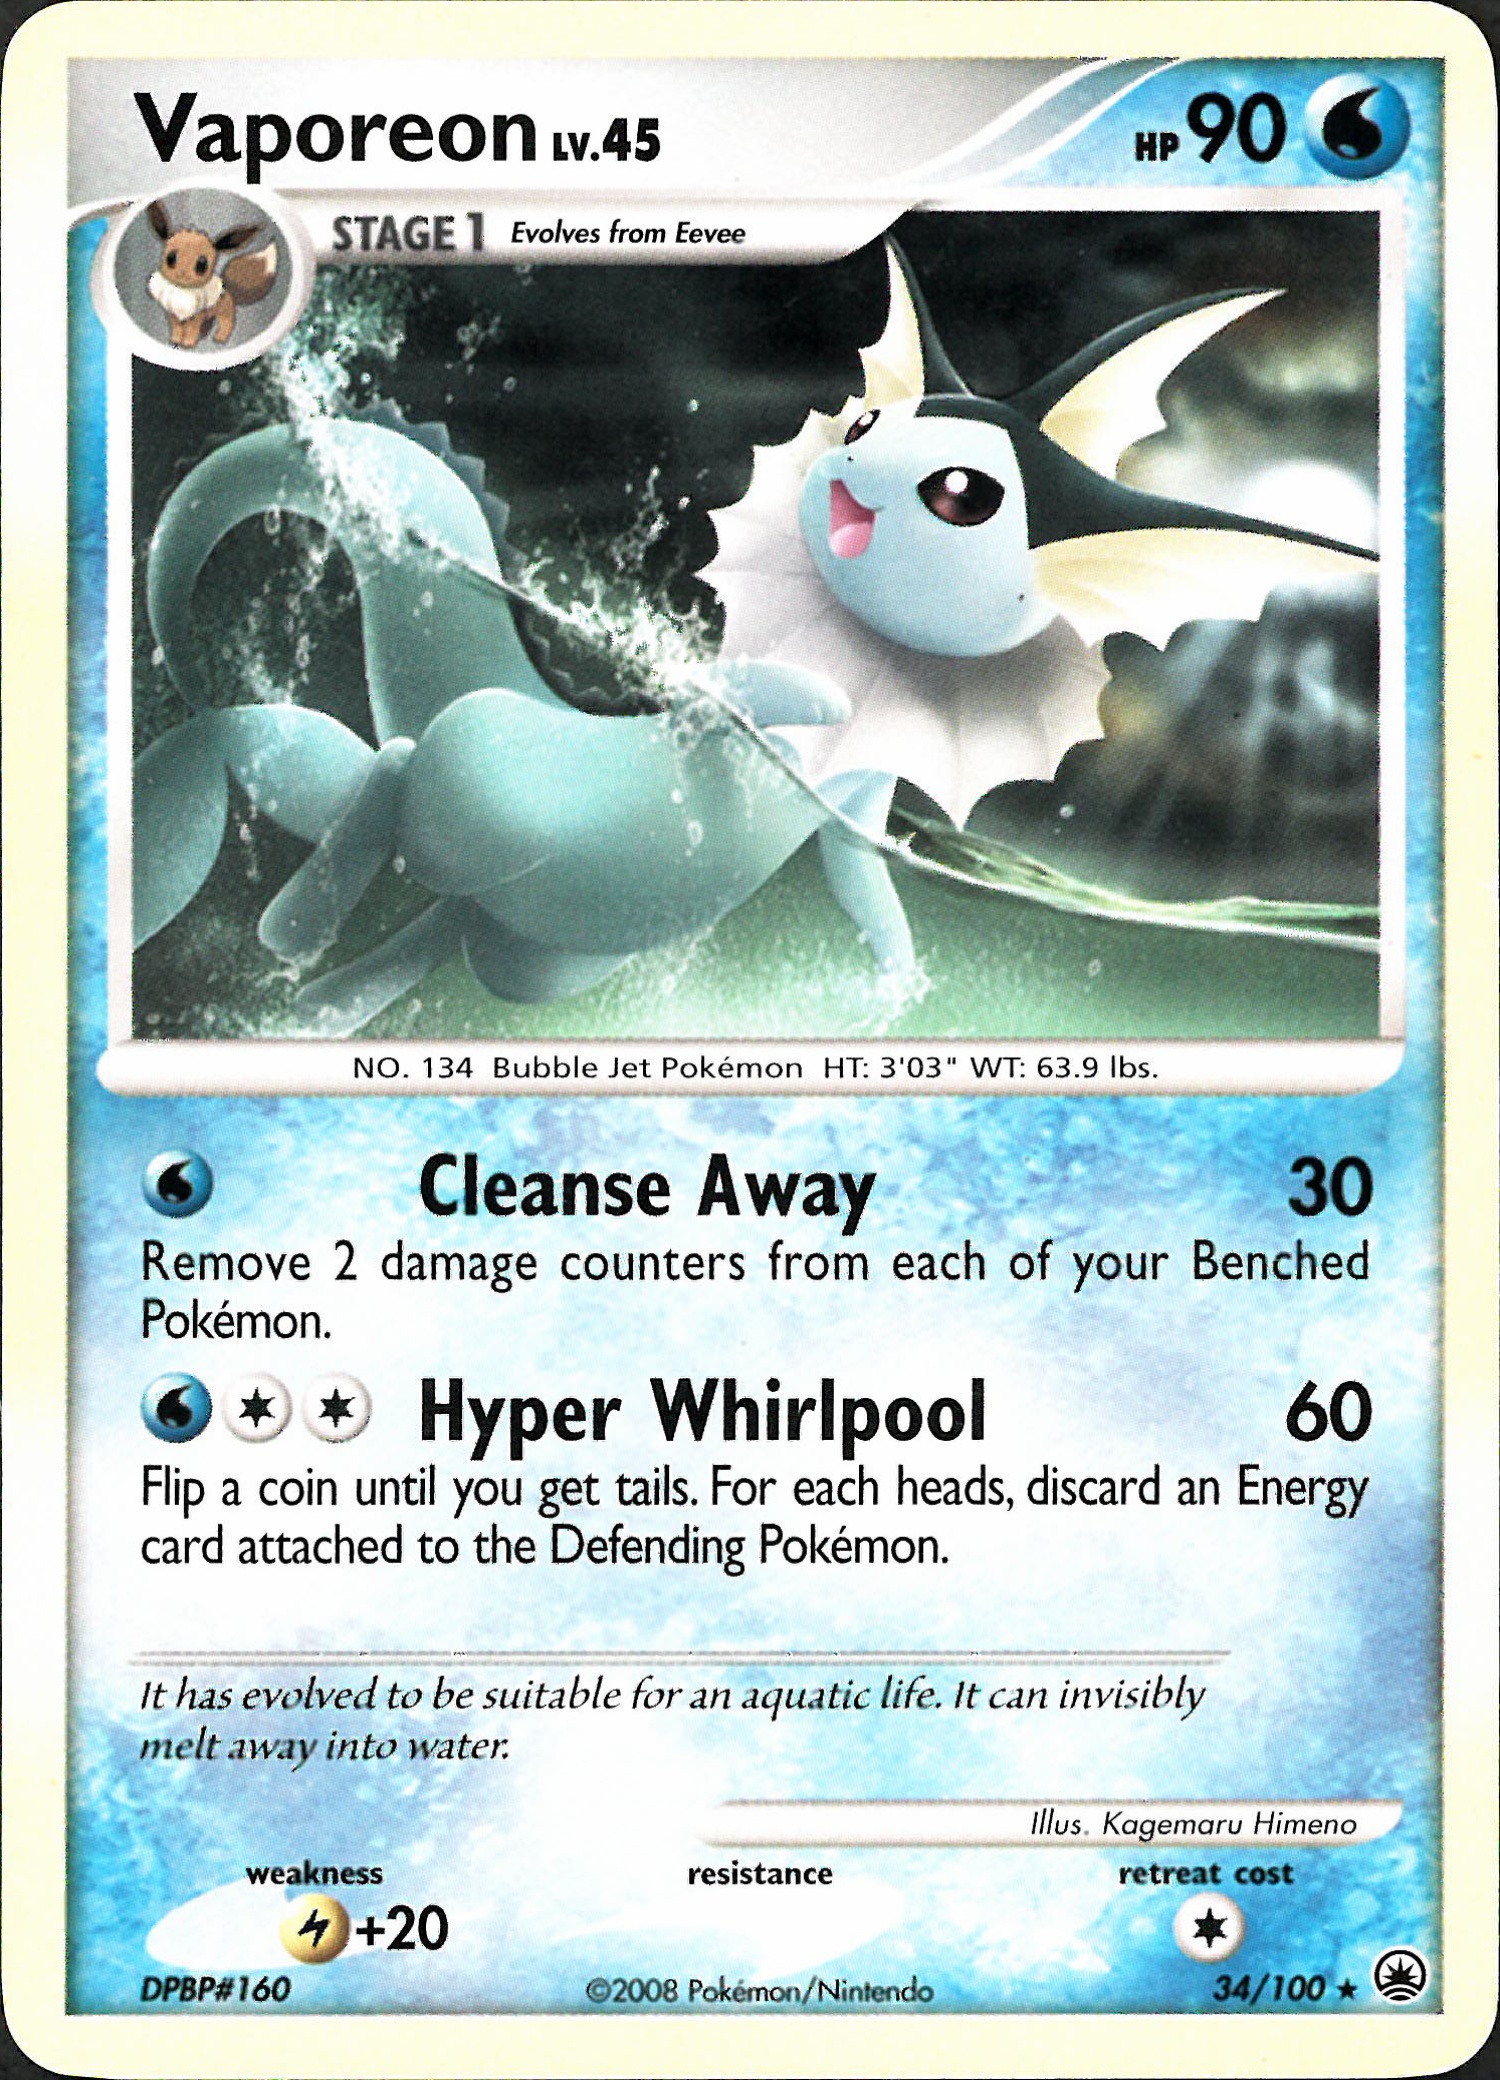 Vaporeon LV.45 HP 90
STAGE 1 Evolves from Eevee
NO. 134 Bubble Jet Pokémon HT: 3'03" WT: 63.9 lbs.
Cleanse Away 30
Remove 2 damage counters from each of your Benched
Pokémon.
Hyper Whirlpool 60
Flip a coin until you get tails. For each heads, discard an Energy
card attached to the Defending Pokémon.
It has evolved to be suitable for an aquatic life. It can invisibly
melt away into water.
Illus. Kagemaru Himeno
weakness resistance retreat cost
+20
DPBP#160 ©2008 Pokémon/Nintendo 34/100 ★